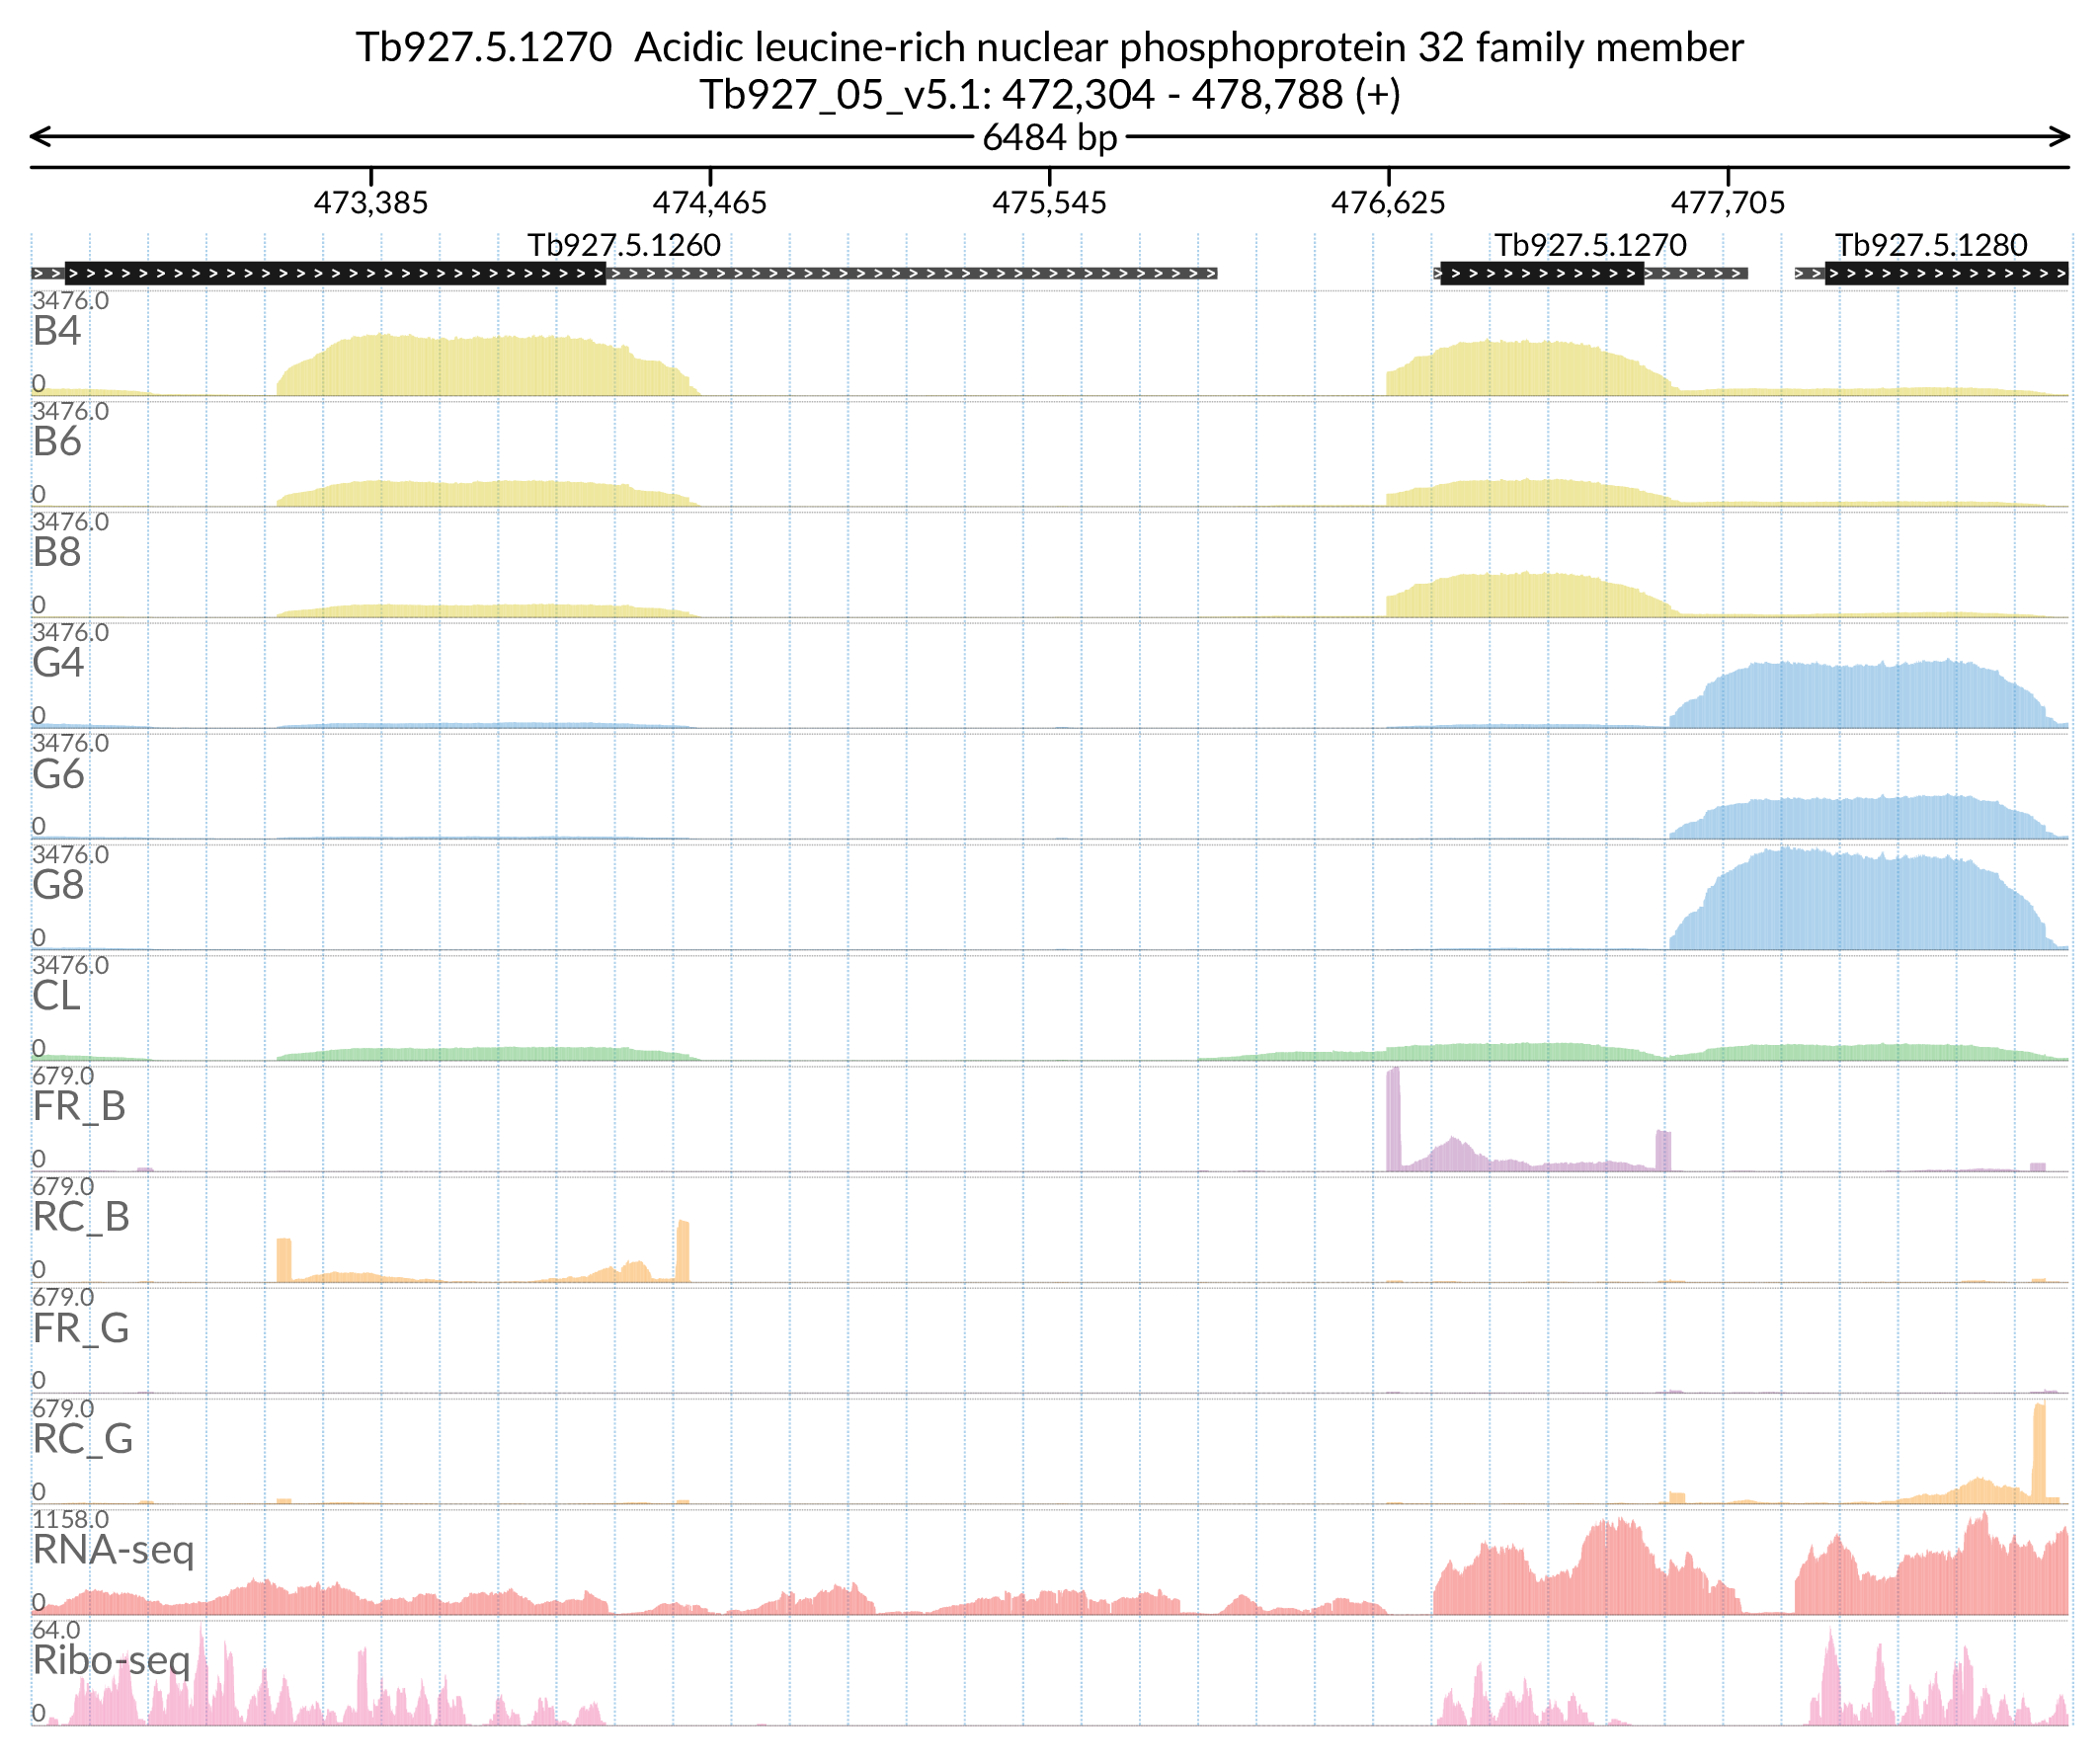 Tb927.5.1270  Acidic leucine-rich nuclear phosphoprotein 32 family member
Tb927_05_v5.1: 472,304 - 478,788 (+)
6484 bp
473,385 474,465 475,545 476,625 477,705
Tb927.5.1260 Tb927.5.1270 Tb927.5.1280
3476.0
B4
0
3476.0
B6
0
3476.0
B8
0
3476.0
G4
0
3476.0
G6
0
3476.0
G8
0
3476.0
CL
0
679.0
FR_B
0
679.0
RC_B
0
679.0
FR_G
0
679.0
RC_G
0
1158.0
RNA-seq
0
64.0
Ribo-seq
0